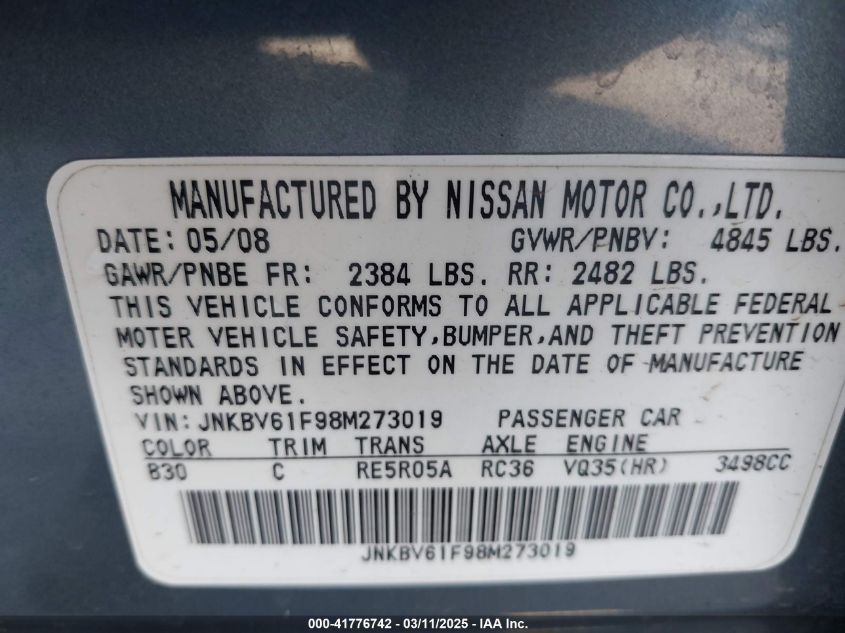 MANUFACTURED BY NISSAN MOTOR CO.,LTD.
DATE: 05/08 GVWR/PNBV: 4845 LBS.
GAWR/PNBE FR: 2384 LBS. RR: 2482 LBS.
THIS VEHICLE CONFORMS TO ALL APPLICABLE FEDERAL
MOTER VEHICLE SAFETY,BUMPER,AND THEFT PREVENTION
STANDARDS IN EFFECT ON THE DATE OF MANUFACTURE
SHOWN ABOVE.
VIN: JNKBV61F98M273019 PASSENGER CAR
COLOR TRIM TRANS AXLE ENGINE
B30 C RE5R05A RC36 VQ35(HR) 3498CC
JNKBV61F98M273019
000-41776742 / 03/11/2025 - IAA Inc.